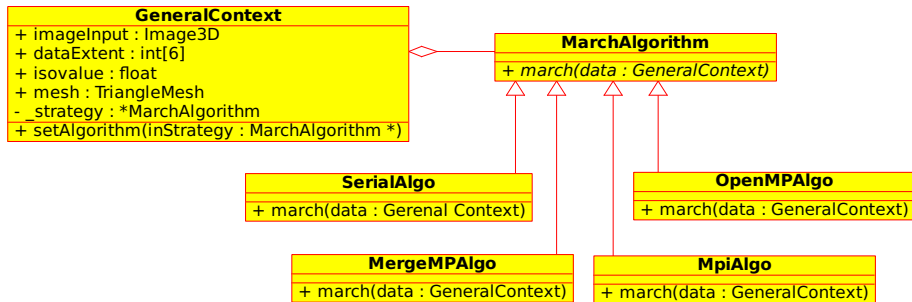 GeneralContext
+ imageInput : Image3D
+ dataExtent : int[6]
+ isovalue : float
+ mesh : TriangleMesh
- _strategy : *MarchAlgorithm
+ setAlgorithm(inStrategy : MarchAlgorithm *)
MarchAlgorithm
+ march(data : GeneralContext)
SerialAlgo
+ march(data : Gerenal Context)
OpenMPAlgo
+ march(data : GeneralContext)
MergeMPAlgo
+ march(data : GeneralContext)
MpiAlgo
+ march(data : GeneralContext)